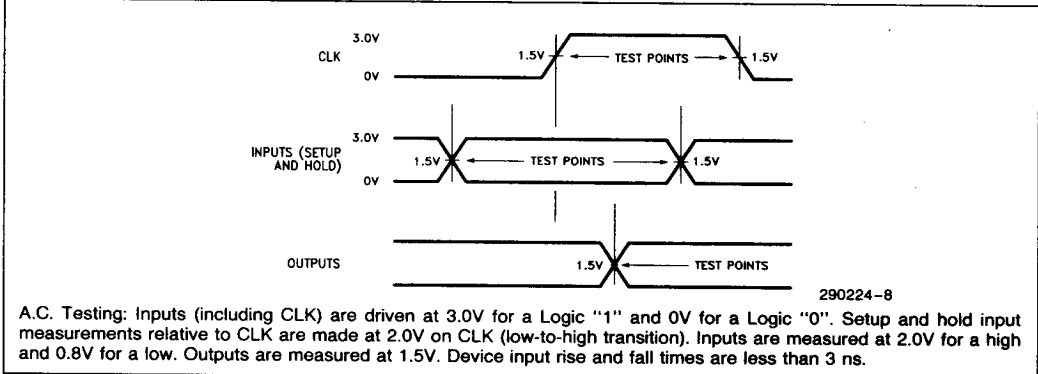 3.0V
CLK
1.5V
TEST POINTS
1.5V
0V
3.0V
INPUTS (SETUP
AND HOLD)
1.5V
TEST POINTS
1.5V
0V
OUTPUTS
1.5V
TEST POINTS
290224-8
A.C. Testing: Inputs (including CLK) are driven at 3.0V for a Logic "1" and 0V for a Logic "0". Setup and hold input
measurements relative to CLK are made at 2.0V on CLK (low-to-high transition). Inputs are measured at 2.0V for a high
and 0.8V for a low. Outputs are measured at 1.5V. Device input rise and fall times are less than 3 ns.